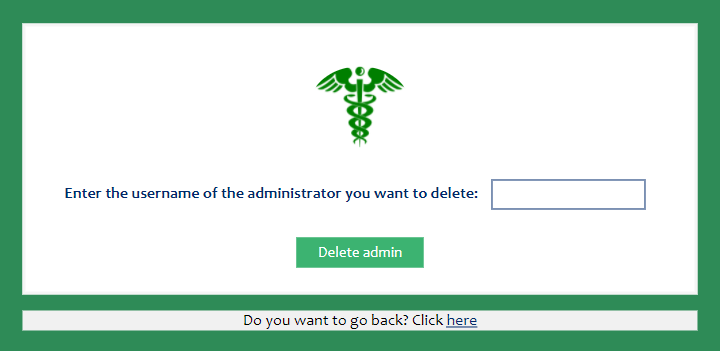 Enter the username of the administrator you want to delete:
Delete admin
Do you want to go back? Click here